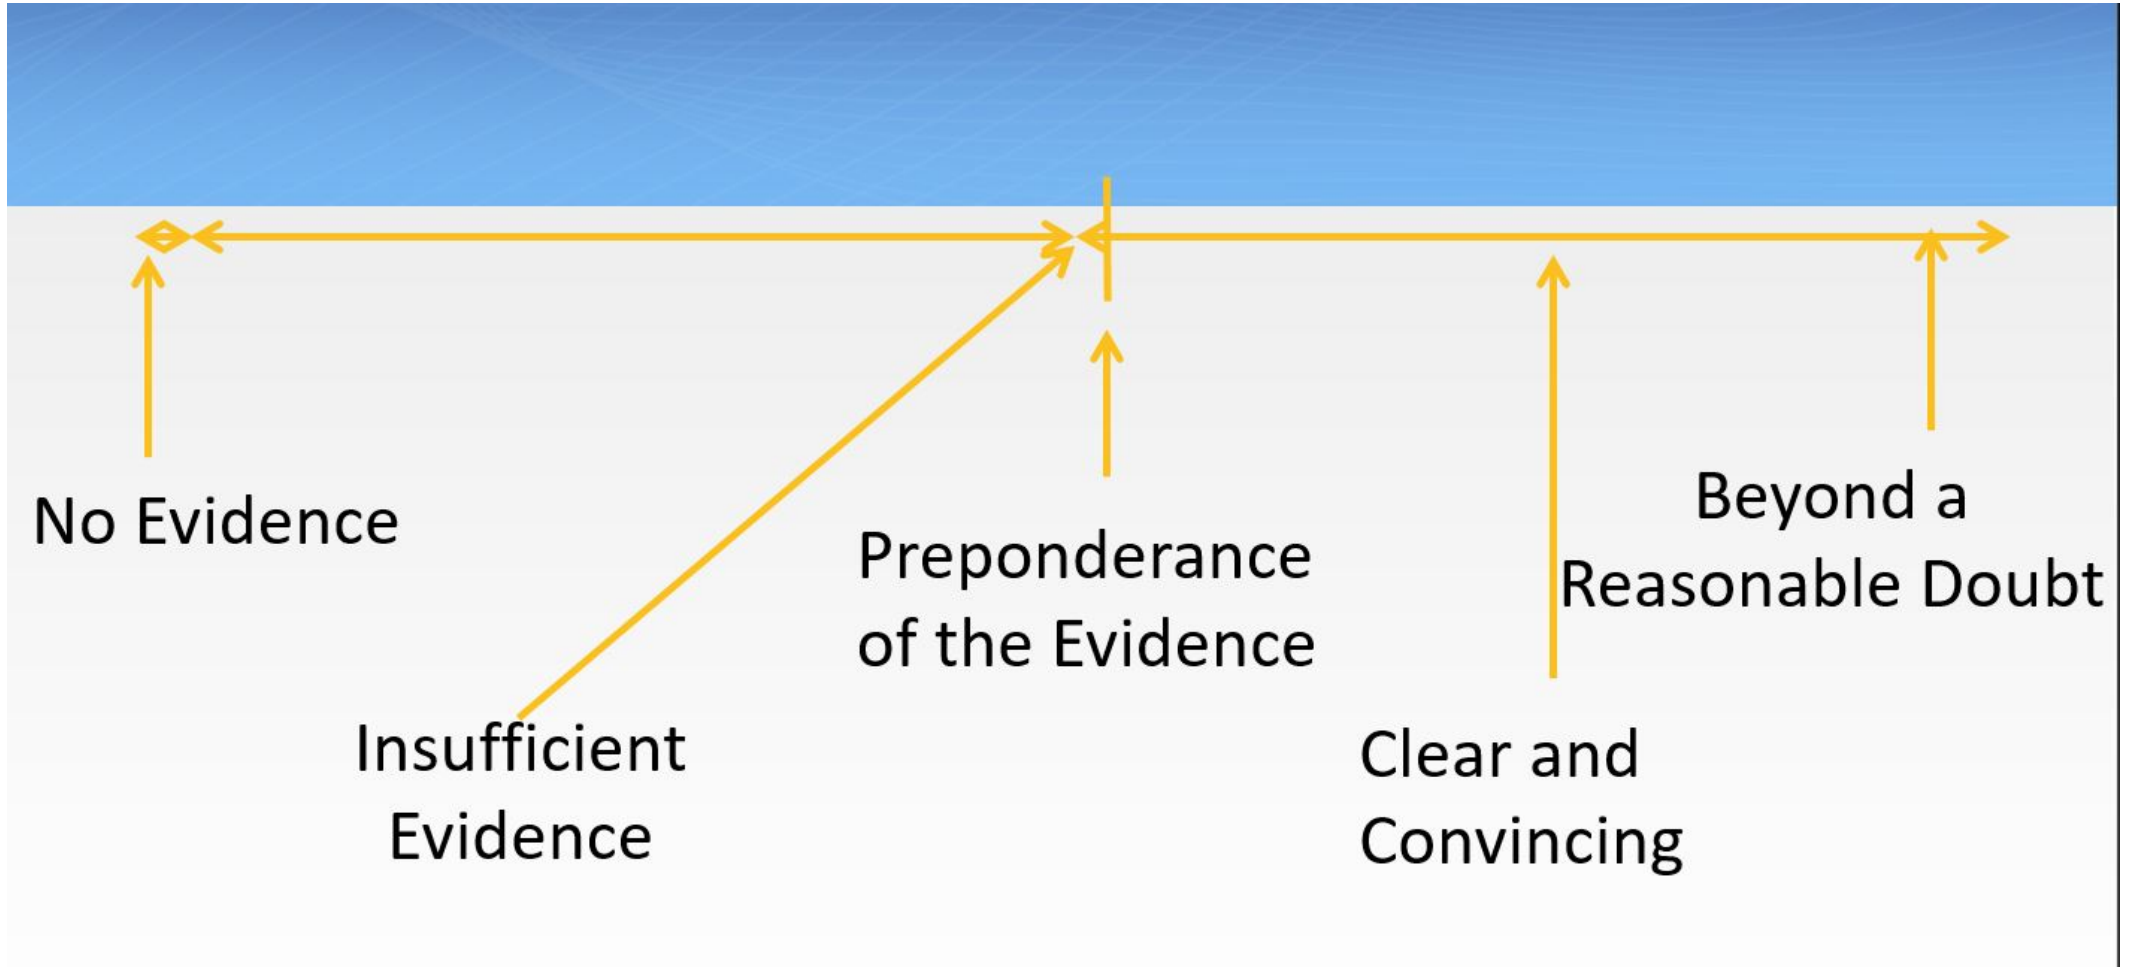 No Evidence
Insufficient
Evidence
Preponderance
of the Evidence
Clear and
Convincing
Beyond a
Reasonable Doubt